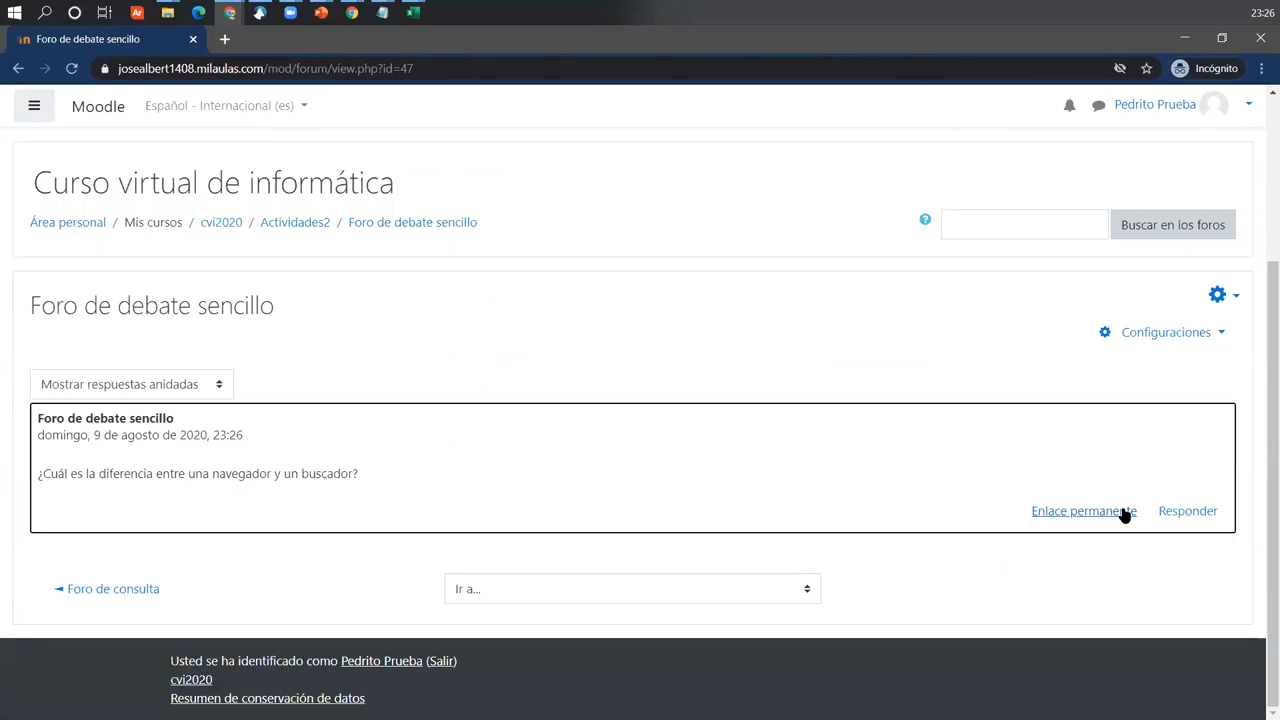 23:26
Foro de debate sencillo
josealbert1408.milaulas.com/mod/forum/view.php?id=47
Incógnito
Moodle
Español - Internacional (es)
Pedrito Prueba
Curso virtual de informática
Área personal / Mis cursos / cvi2020 / Actividades2 / Foro de debate sencillo
Buscar en los foros
Foro de debate sencillo
Configuraciones
Mostrar respuestas anidadas
Foro de debate sencillo
domingo, 9 de agosto de 2020, 23:26
¿Cuál es la diferencia entre una navegador y un buscador?
Enlace permanente Responder
◄ Foro de consulta
Ir a...
Usted se ha identificado como Pedrito Prueba (Salir)
cvi2020
Resumen de conservación de datos